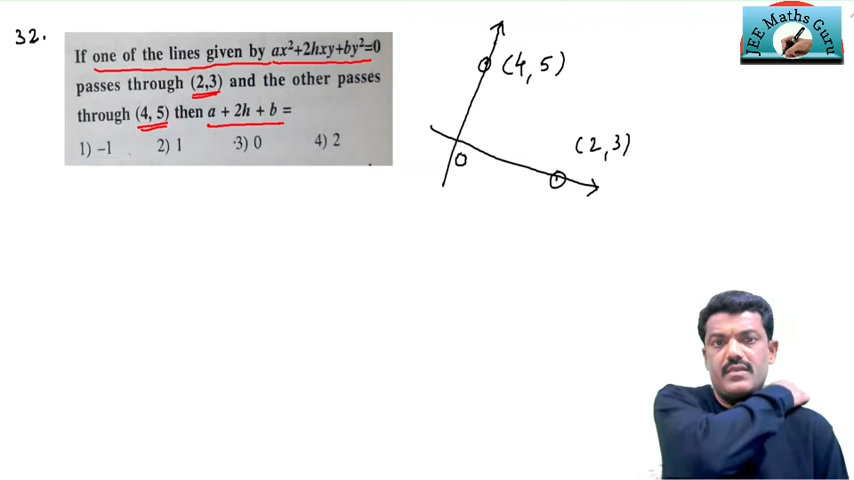 32.
If one of the lines given by ax²+2hxy+by²=0
passes through (2,3) and the other passes
through (4, 5) then a + 2h + b =
1) –1 2) 1 3) 0 4) 2
(4, 5)
(2, 3)
O
JEE Maths Guru